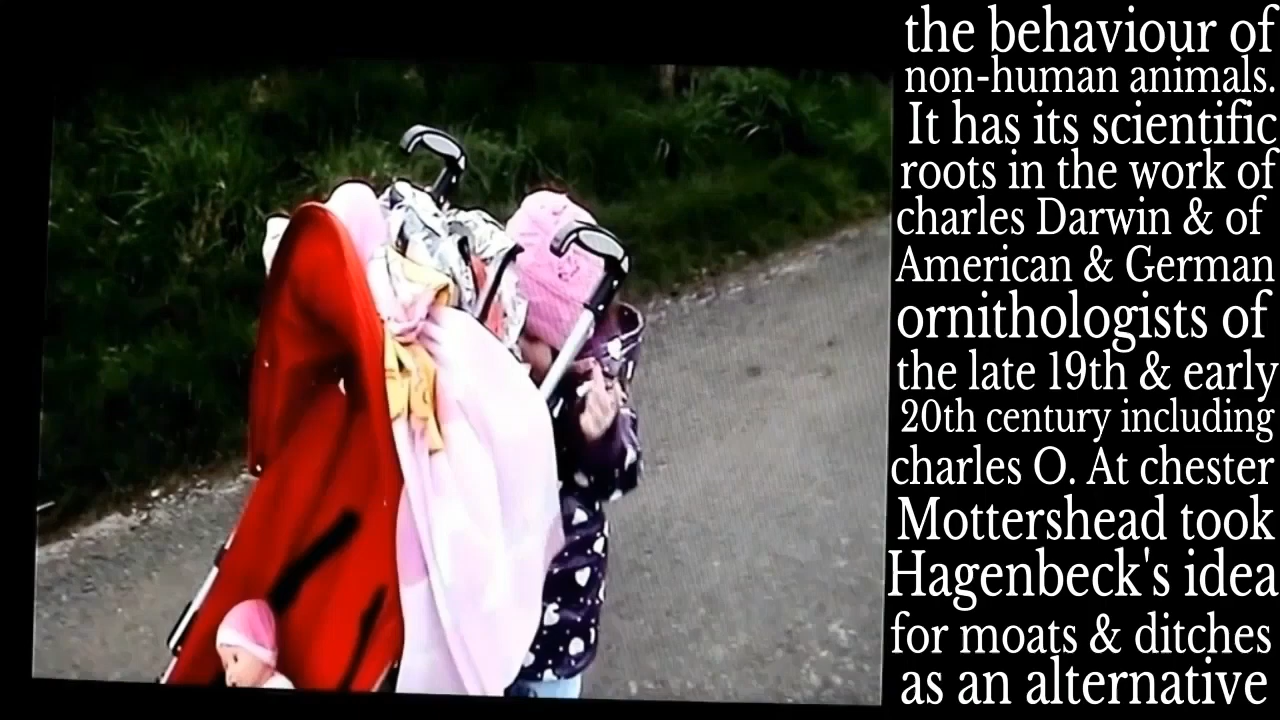 the behaviour of
non-human animals.
It has its scientific
roots in the work of
charles Darwin & of
American & German
ornithologists of
the late 19th & early
20th century including
charles O. At chester
Mottershead took
Hagenbeck's idea
for moats & ditches
as an alternative